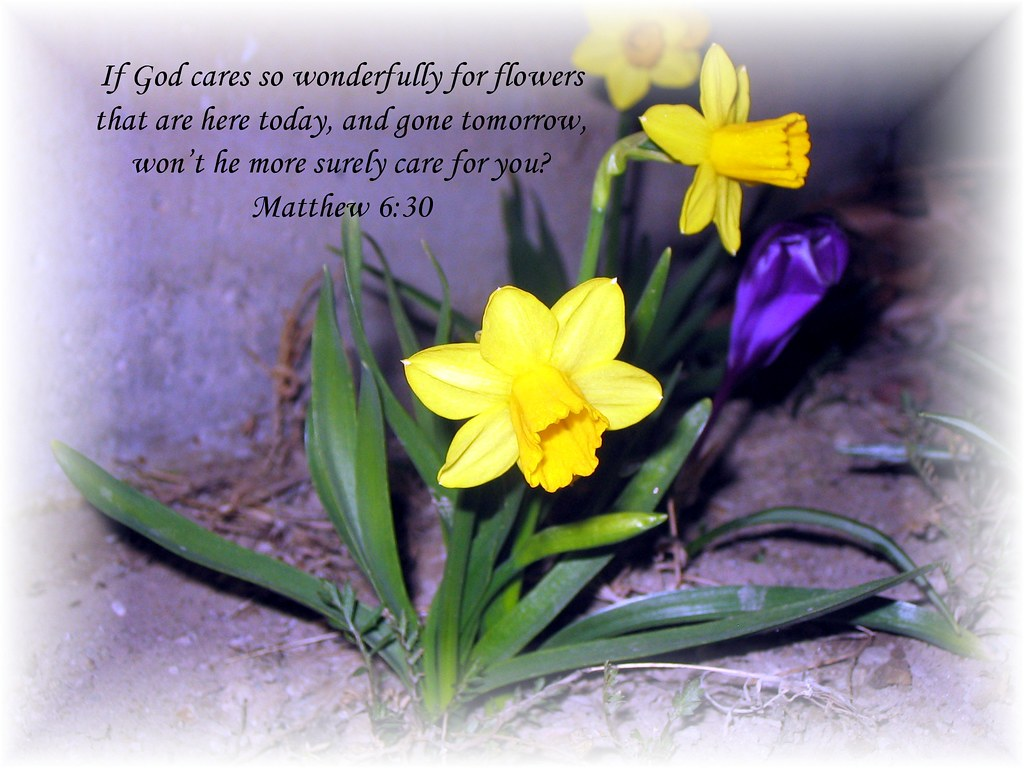 If God cares so wonderfully for flowers
that are here today, and gone tomorrow,
won't he more surely care for you?
Matthew 6:30